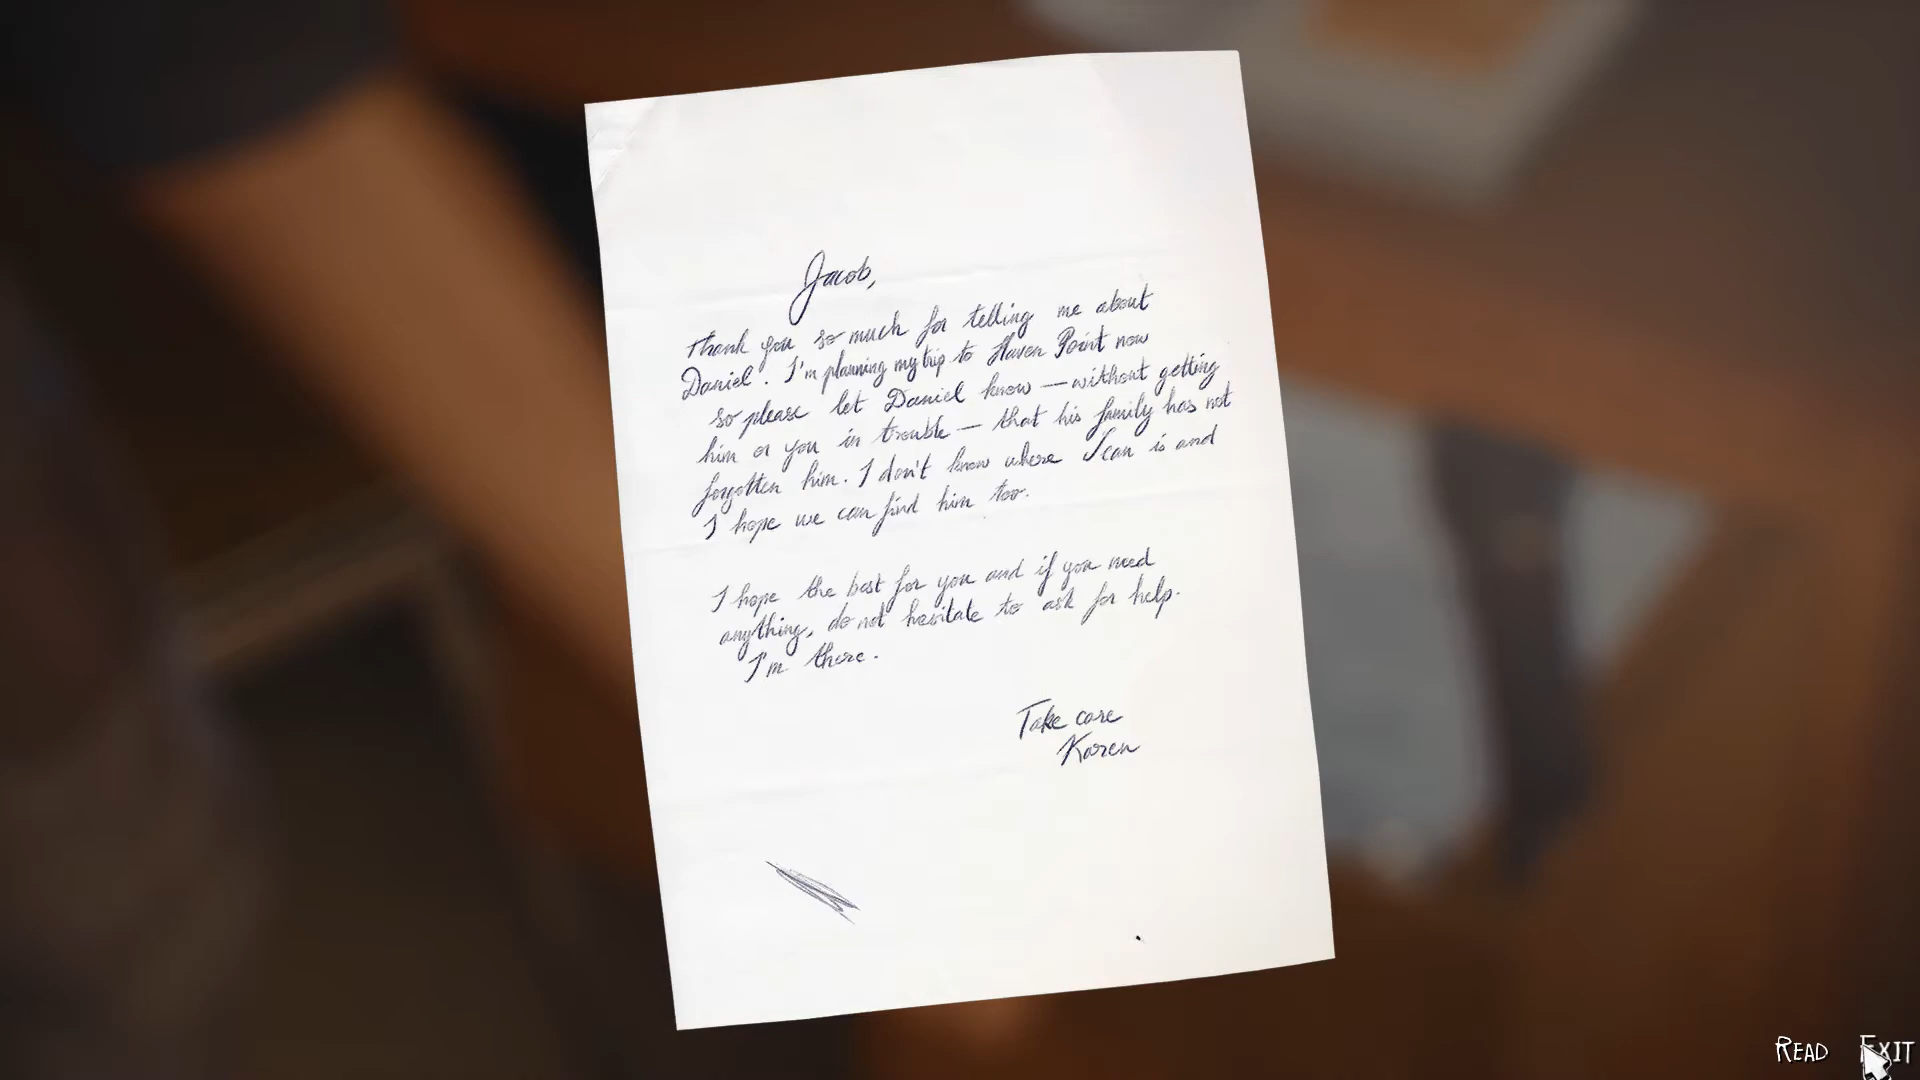 Jacob,
Thank you so much for telling me about
Daniel. I'm planning my trip to Haven Point now
so please let Daniel know — without getting
him or you in trouble — that his family has not
forgotten him. I don't know where Sean is and
I hope we can find him too.
I hope the best for you and if you need
anything, do not hesitate to ask for help.
I'm there.
Take care
Karen
READ EXIT